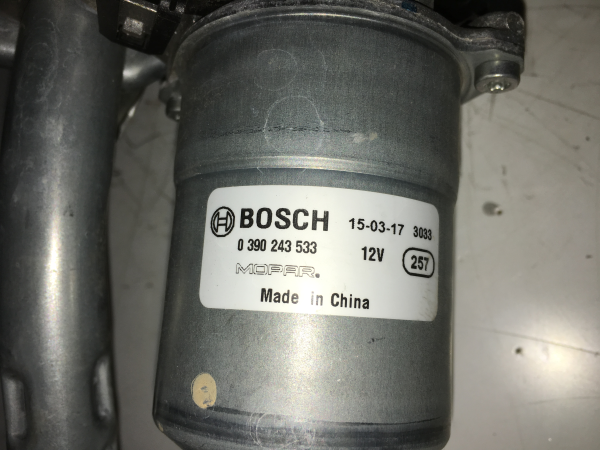 BOSCH 15-03-17 3033
0 390 243 533 12V 257
MOPAR®
Made in China